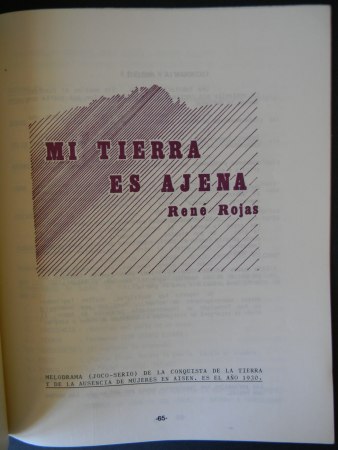 MI TIERRA
ES AJENA
René Rojas
MELODRAMA (JOCO-SERIO) DE LA CONQUISTA DE LA TIERRA
Y DE LA AUSENCIA DE MUJERES EN AISEN. ES EL AÑO 1930.
-65-